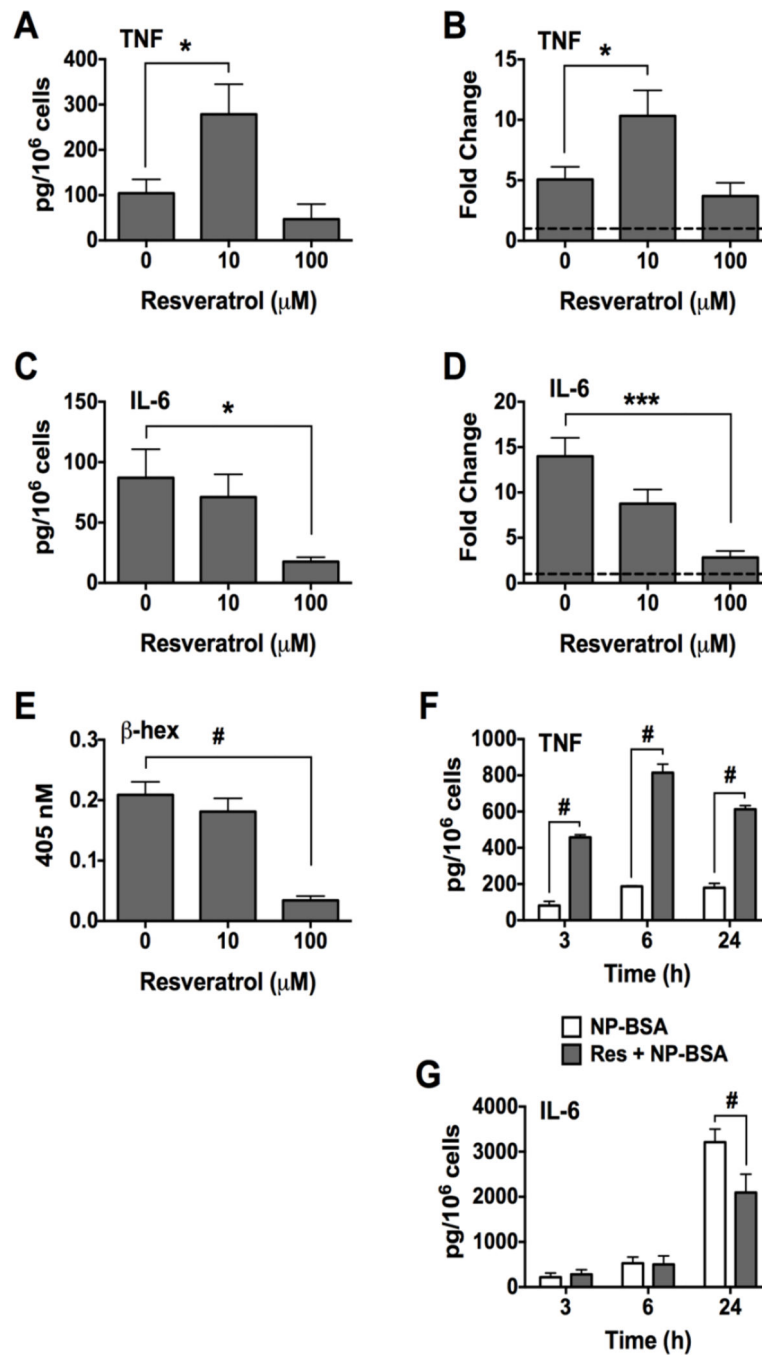 A
TNF
*
pg/10⁶ cells
400
300
200
100
0
0 10 100
Resveratrol (μM)
B
TNF
*
Fold Change
15
10
5
0
0 10 100
Resveratrol (μM)
C
IL-6
*
pg/10⁶ cells
150
100
50
0
0 10 100
Resveratrol (μM)
D
IL-6
***
Fold Change
20
15
10
5
0
0 10 100
Resveratrol (μM)
E
β-hex
#
405 nM
0.3
0.2
0.1
0.0
0 10 100
Resveratrol (μM)
F
TNF
# # #
pg/10⁶ cells
1000
800
600
400
200
0
3 6 24
Time (h)
NP-BSA
Res + NP-BSA
G
IL-6
#
pg/10⁶ cells
4000
3000
2000
1000
0
3 6 24
Time (h)